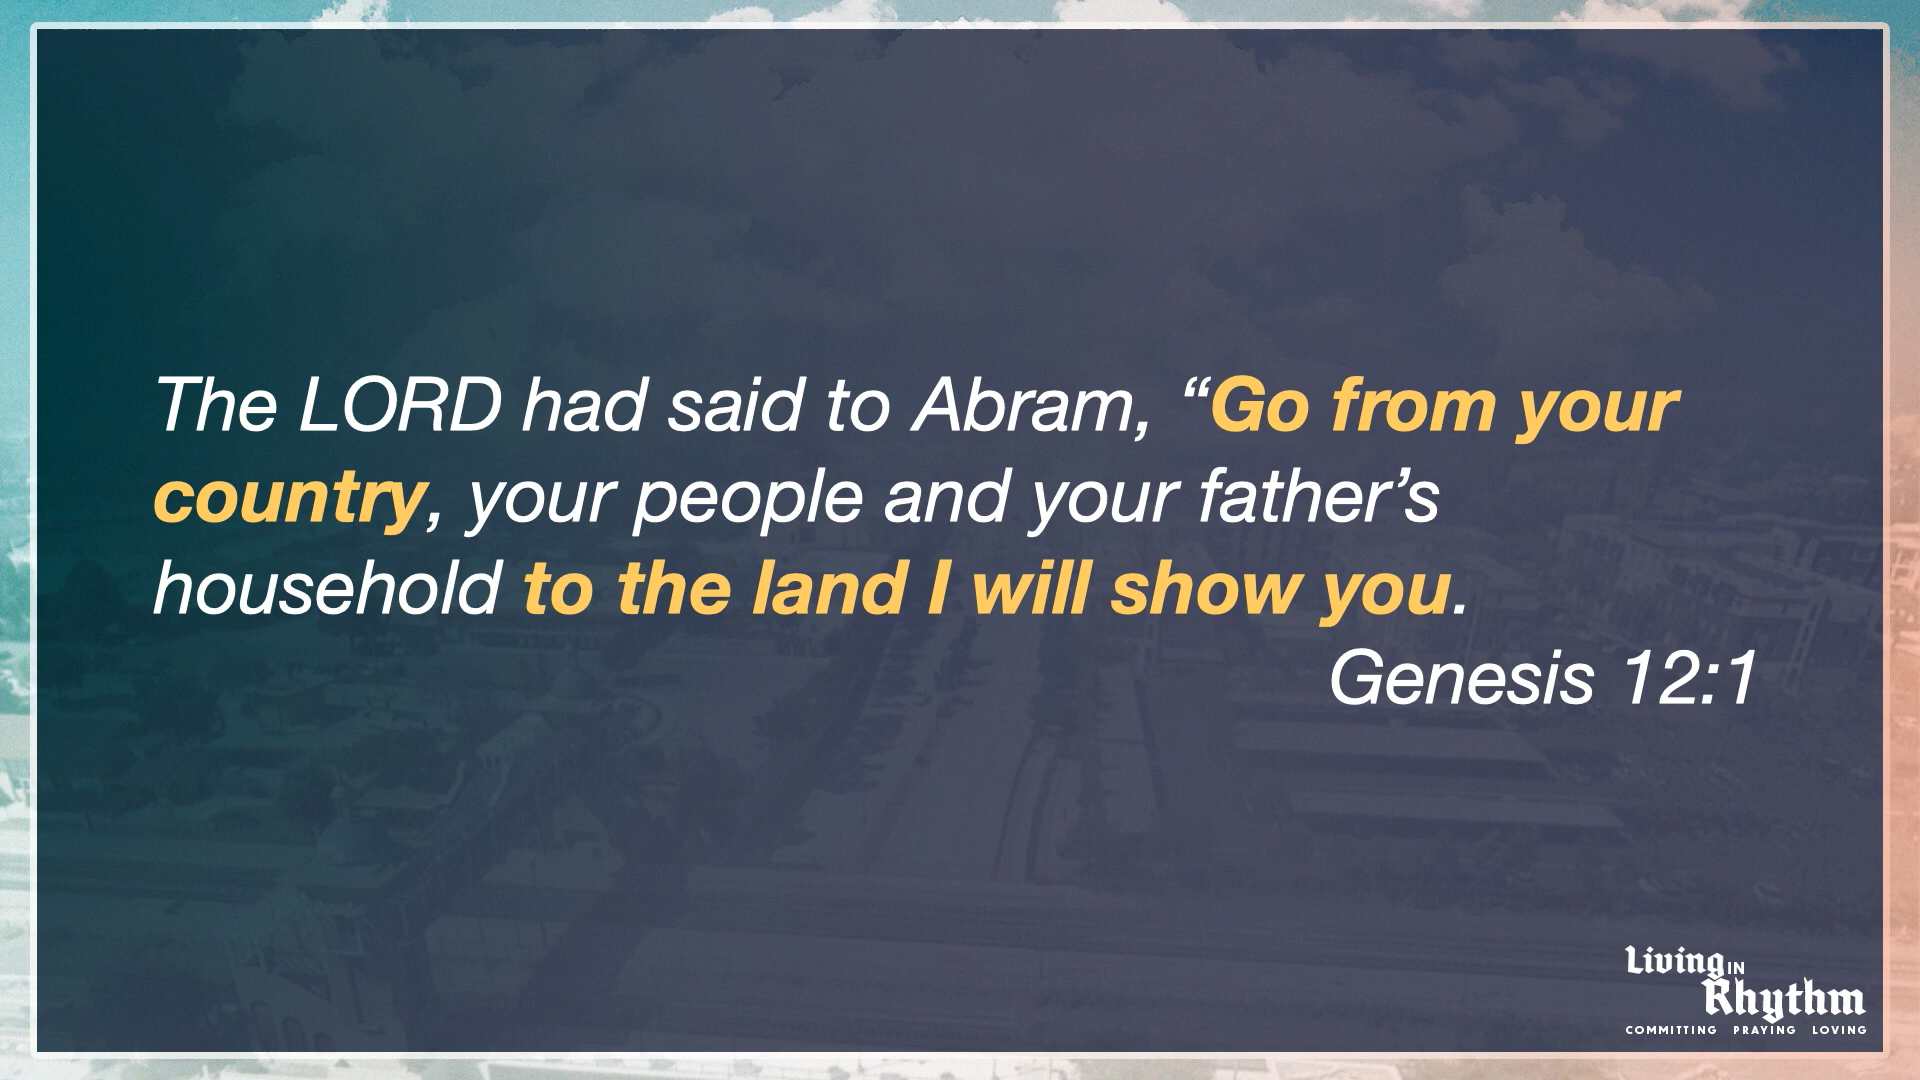 The LORD had said to Abram, “Go from your
country, your people and your father’s
household to the land I will show you.
Genesis 12:1
Living IN
Rhythm
COMMITTING PRAYING LOVING